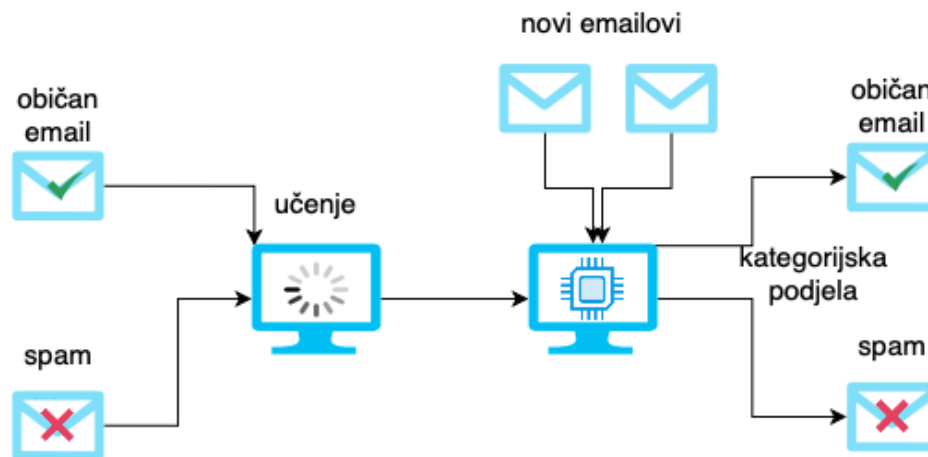 novi emailovi
običan
email
običan
email
učenje
kategorijska
podjela
spam
spam